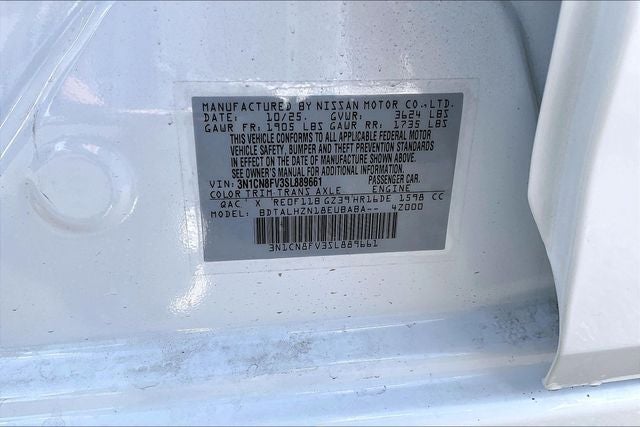 MANUFACTURED BY NISSAN MOTOR CO.,LTD.
DATE: 10/25. GVWR: 3624 LBS
GAWR FR: 1905 LBS GAWR RR: 1735 LBS
THIS VEHICLE CONFORMS TO ALL APPLICABLE FEDERAL MOTOR
VEHICLE SAFETY, BUMPER AND THEFT PREVENTION STANDARDS
IN EFFECT ON THE DATE OF MANUFACTURE SHOWN ABOVE.
SEE OWNER'S MANUAL FOR ADDITIONAL INFORMATION.
VIN: 3N1CN8FV3SL889661 PASSENGER CAR.
COLOR TRIM TRANS AXLE ENGINE
QAC X RE0F11B GZ39 HR16DE 1598 CC
MODEL: BDTALHZN18EUBABA-- 4Z000
3N1CN8FV3SL889661